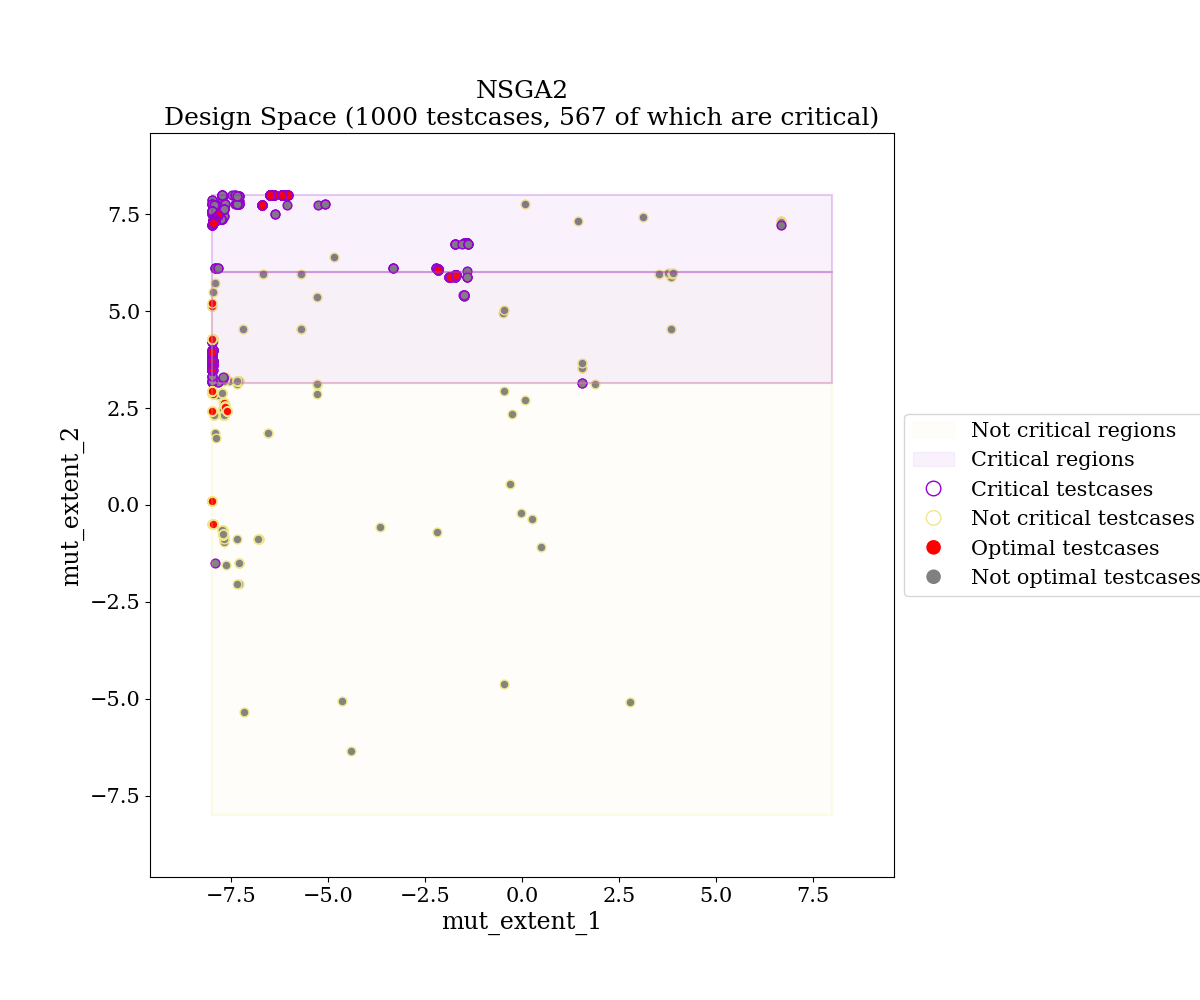 NSGA2
Design Space (1000 testcases, 567 of which are critical)
7.5
5.0
2.5
0.0
−2.5
−5.0
−7.5
mut_extent_2
−7.5 −5.0 −2.5 0.0 2.5 5.0 7.5
mut_extent_1
Not critical regions
Critical regions
Critical testcases
Not critical testcases
Optimal testcases
Not optimal testcases